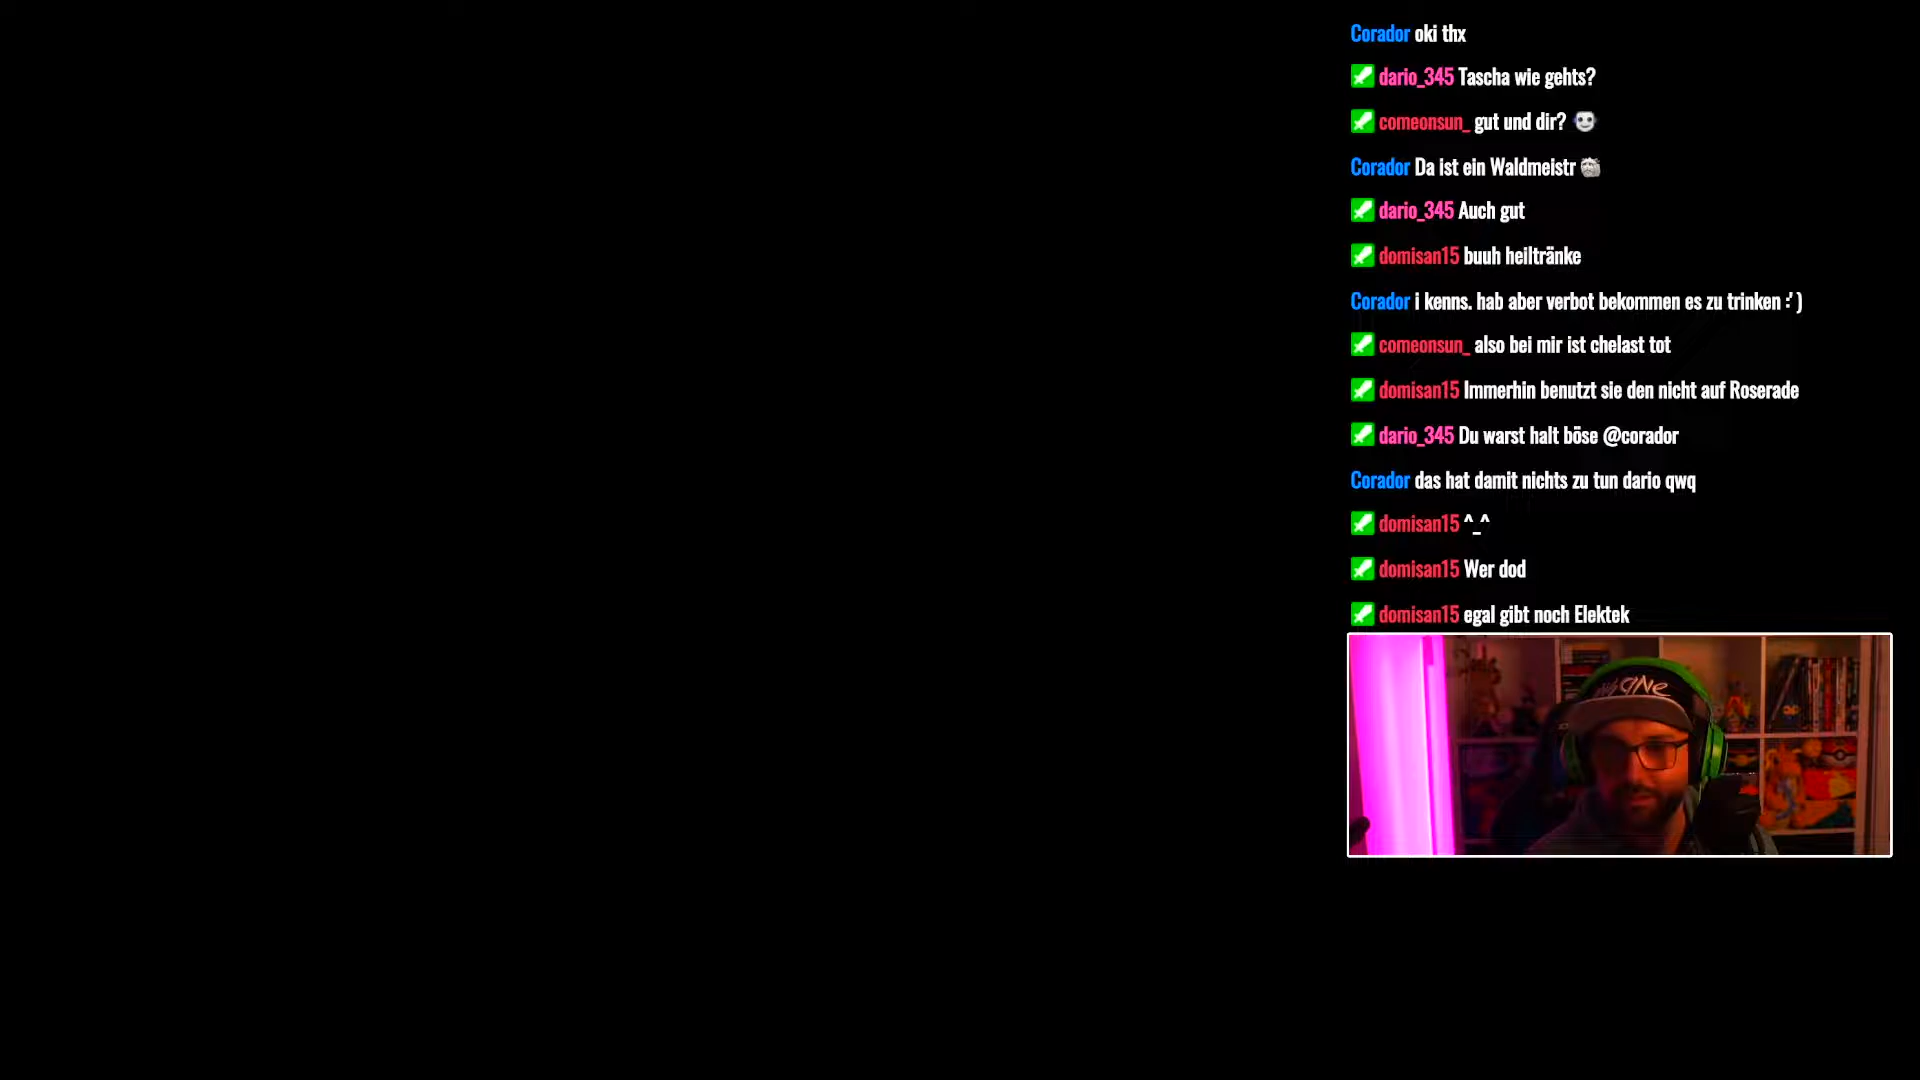 Corador oki thx
dario_345 Tascha wie gehts?
comeonsun_ gut und dir?
Corador Da ist ein Waldmeistr
dario_345 Auch gut
domisan15 buuh heiltränke
Corador i kenns. hab aber verbot bekommen es zu trinken :' )
comeonsun_ also bei mir ist chelast tot
domisan15 Immerhin benutzt sie den nicht auf Roserade
dario_345 Du warst halt böse @corador
Corador das hat damit nichts zu tun dario qwq
domisan15 ^_^
domisan15 Wer dod
domisan15 egal gibt noch Elektek